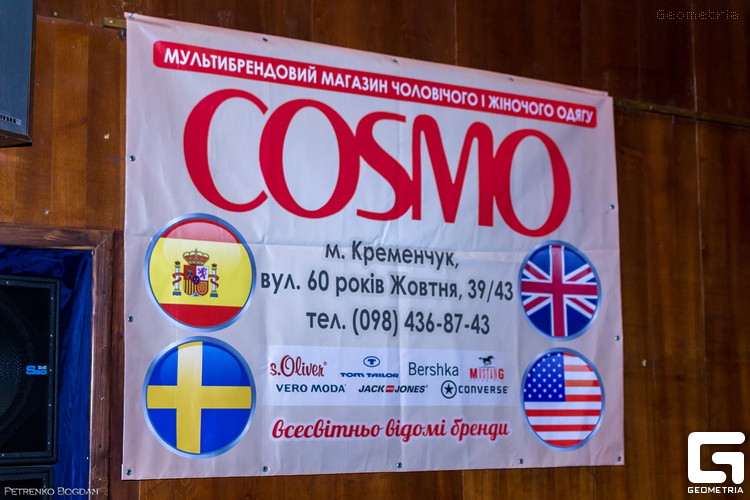 Geometria
МУЛЬТИБРЕНДОВИЙ МАГАЗИН ЧОЛОВІЧОГО І ЖІНОЧОГО ОДЯГУ
COSMO
м. Кременчук,
вул. 60 років Жовтня, 39/43
тел. (098) 436-87-43
s.Oliver TOM TAILOR Bershka MUSTANG
VERO MODA JACK & JONES CONVERSE
всесвітньо відомі бренди
PETRENKO BOGDAN
GEOMETRIA